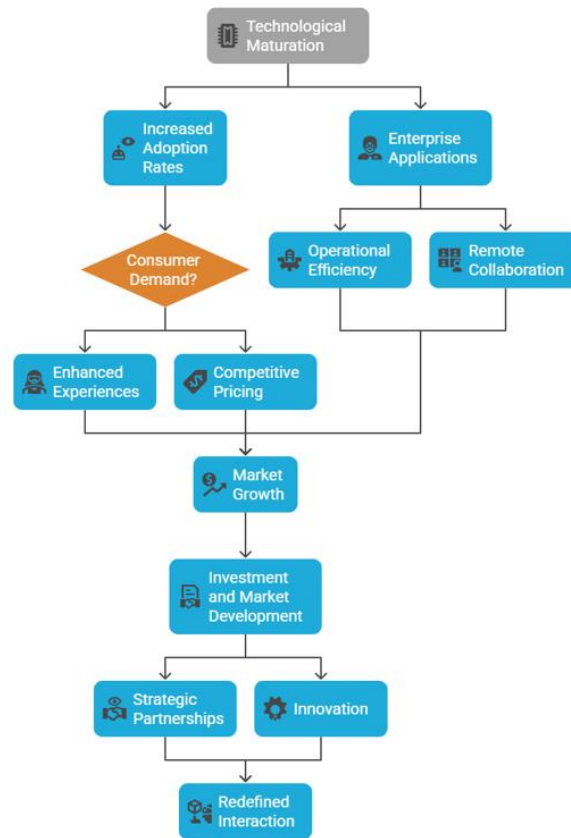 Technological
Maturation
Increased
Adoption
Rates
Enterprise
Applications
Consumer
Demand?
Operational
Efficiency
Remote
Collaboration
Enhanced
Experiences
Competitive
Pricing
Market
Growth
Investment
and Market
Development
Strategic
Partnerships
Innovation
Redefined
Interaction